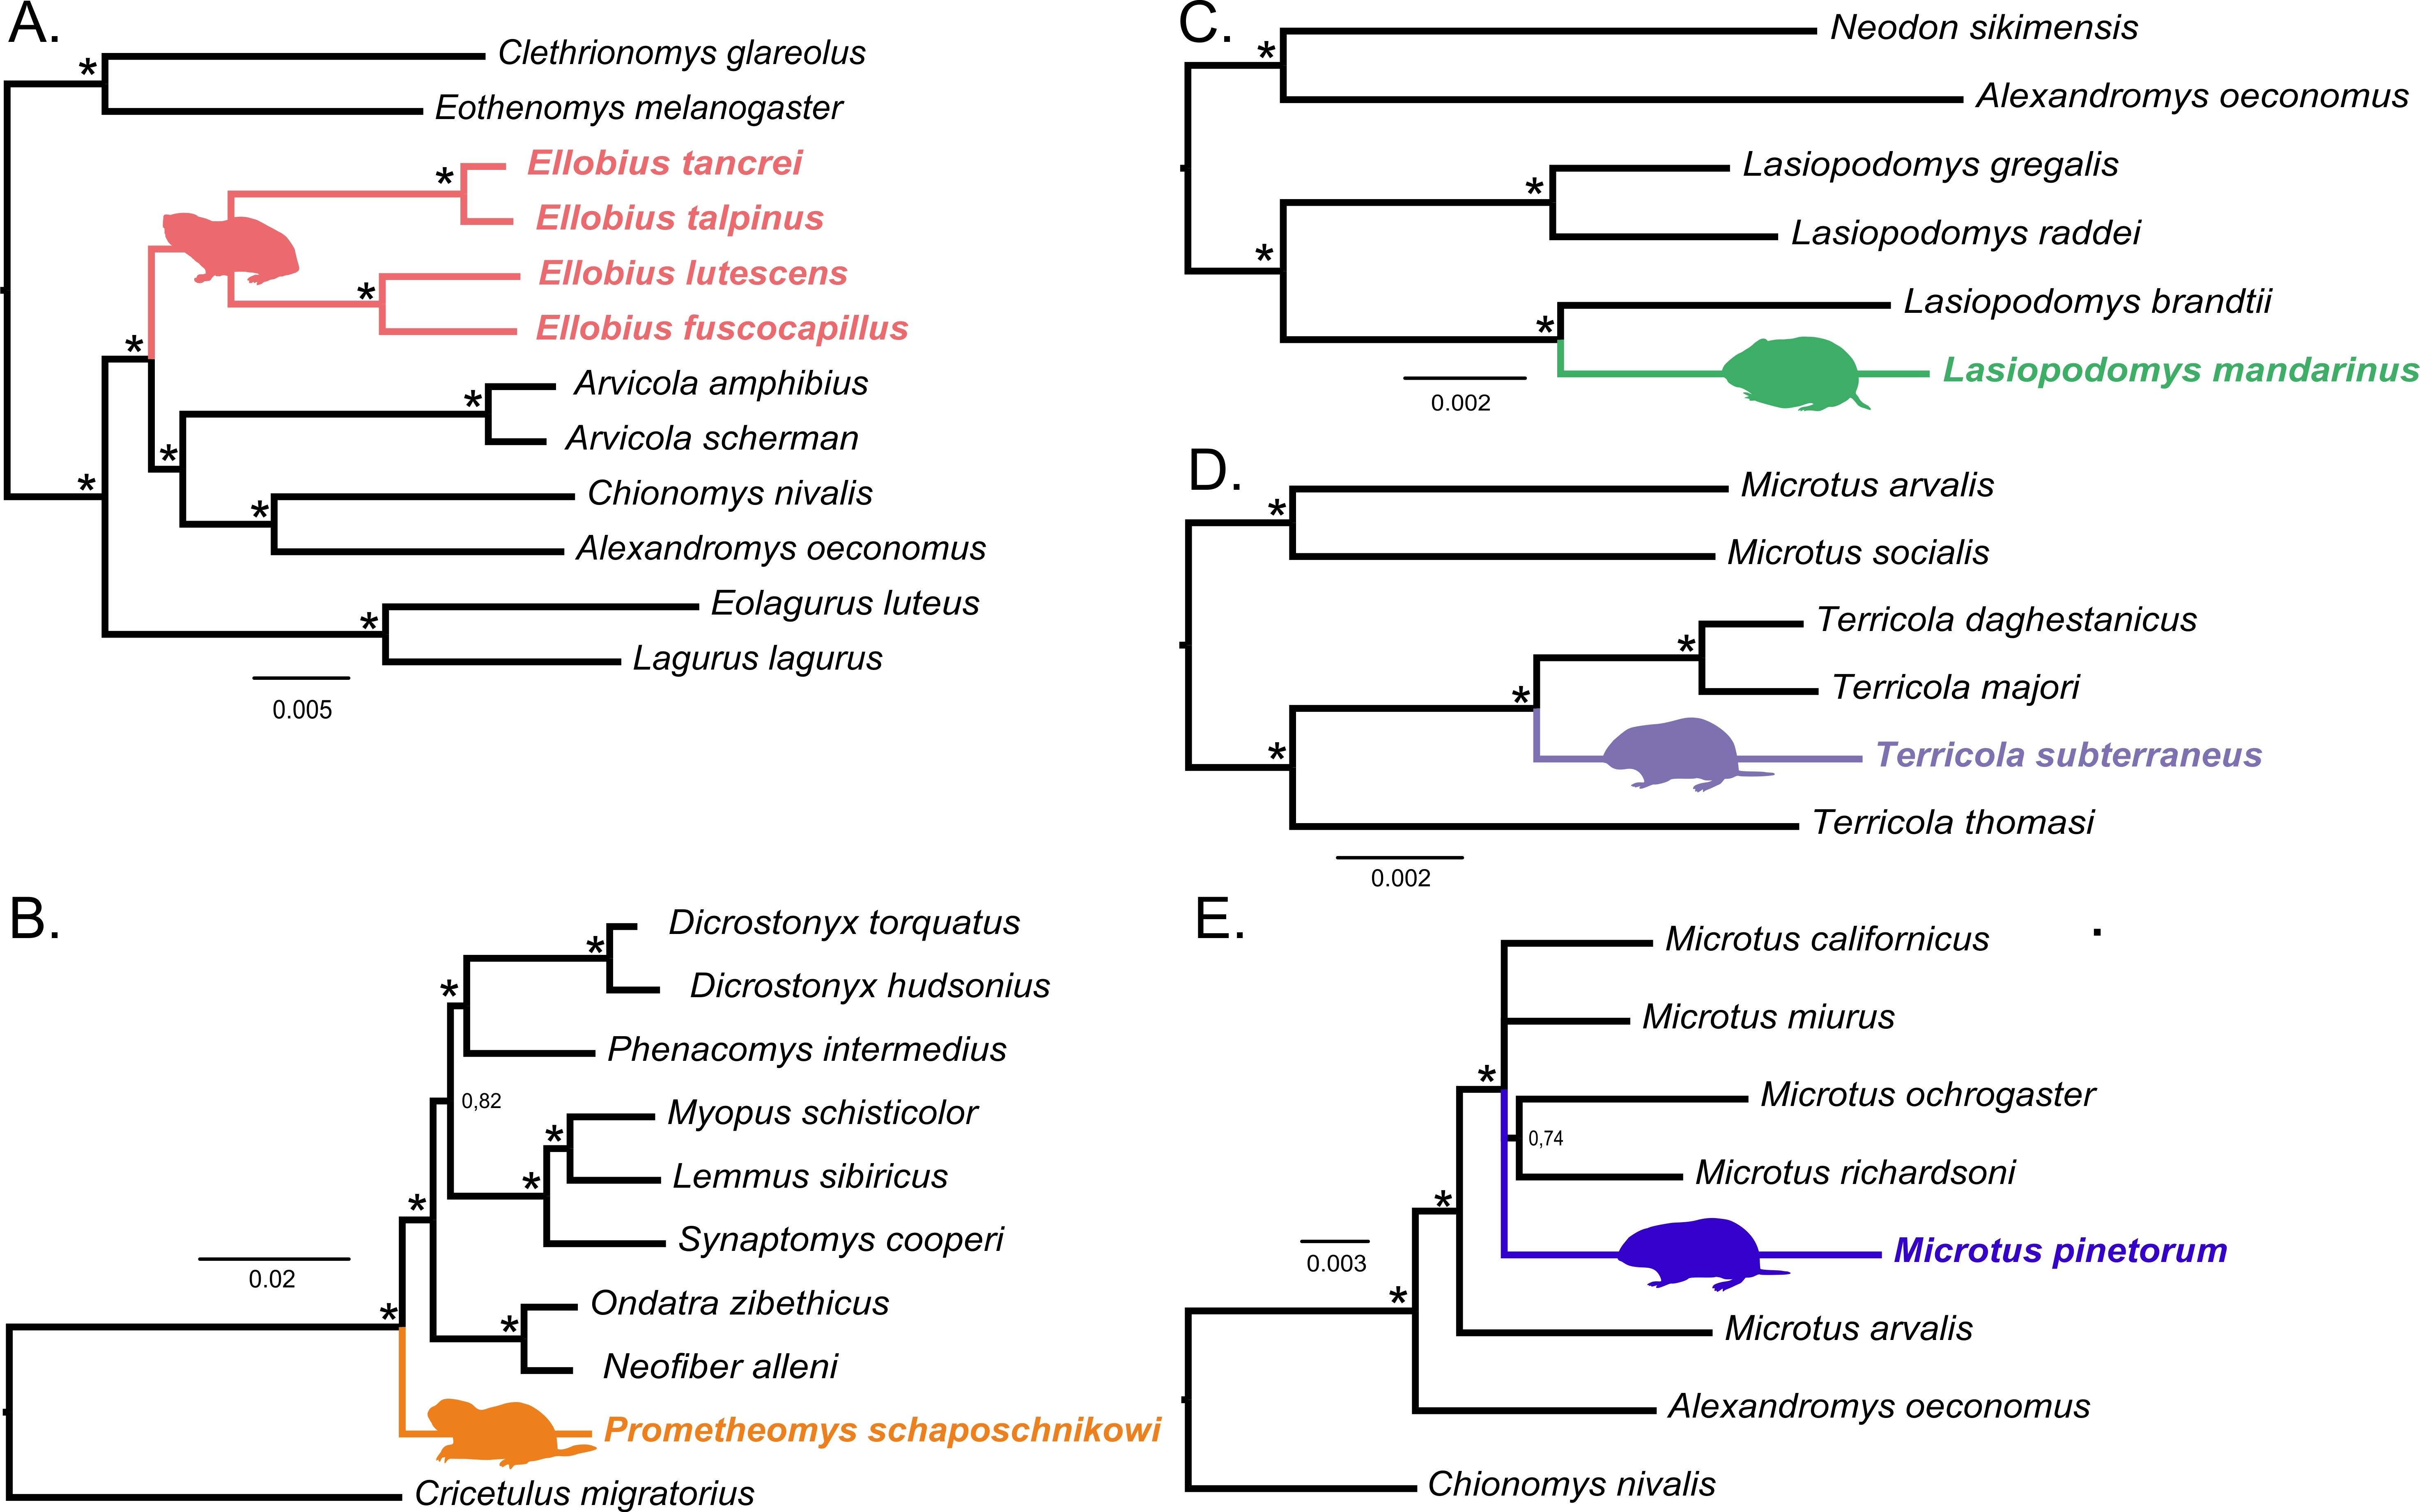 A.
Clethrionomys glareolus
*
Eothenomys melanogaster
Ellobius tancrei
*
Ellobius talpinus
Ellobius lutescens
*
Ellobius fuscocapillus
*
Arvicola amphibius
*
Arvicola scherman
*
*
Chionomys nivalis
*
Alexandromys oeconomus
Eolagurus luteus
*
Lagurus lagurus
0.005
B.
Dicrostonyx torquatus
*
Dicrostonyx hudsonius
*
Phenacomys intermedius
0,82
Myopus schisticolor
*
Lemmus sibiricus
*
*
Synaptomys cooperi
0.02
Ondatra zibethicus
*
*
Neofiber alleni
Prometheomys schaposchnikowi
Cricetulus migratorius
C.
Neodon sikimensis
*
Alexandromys oeconomus
Lasiopodomys gregalis
*
Lasiopodomys raddei
*
Lasiopodomys brandtii
*
Lasiopodomys mandarinus
0.002
D.
Microtus arvalis
*
Microtus socialis
Terricola daghestanicus
*
Terricola majori
*
*
Terricola subterraneus
Terricola thomasi
0.002
E.
.
Microtus californicus
Microtus miurus
*
Microtus ochrogaster
0,74
Microtus richardsoni
*
0.003
Microtus pinetorum
*
Microtus arvalis
Alexandromys oeconomus
Chionomys nivalis